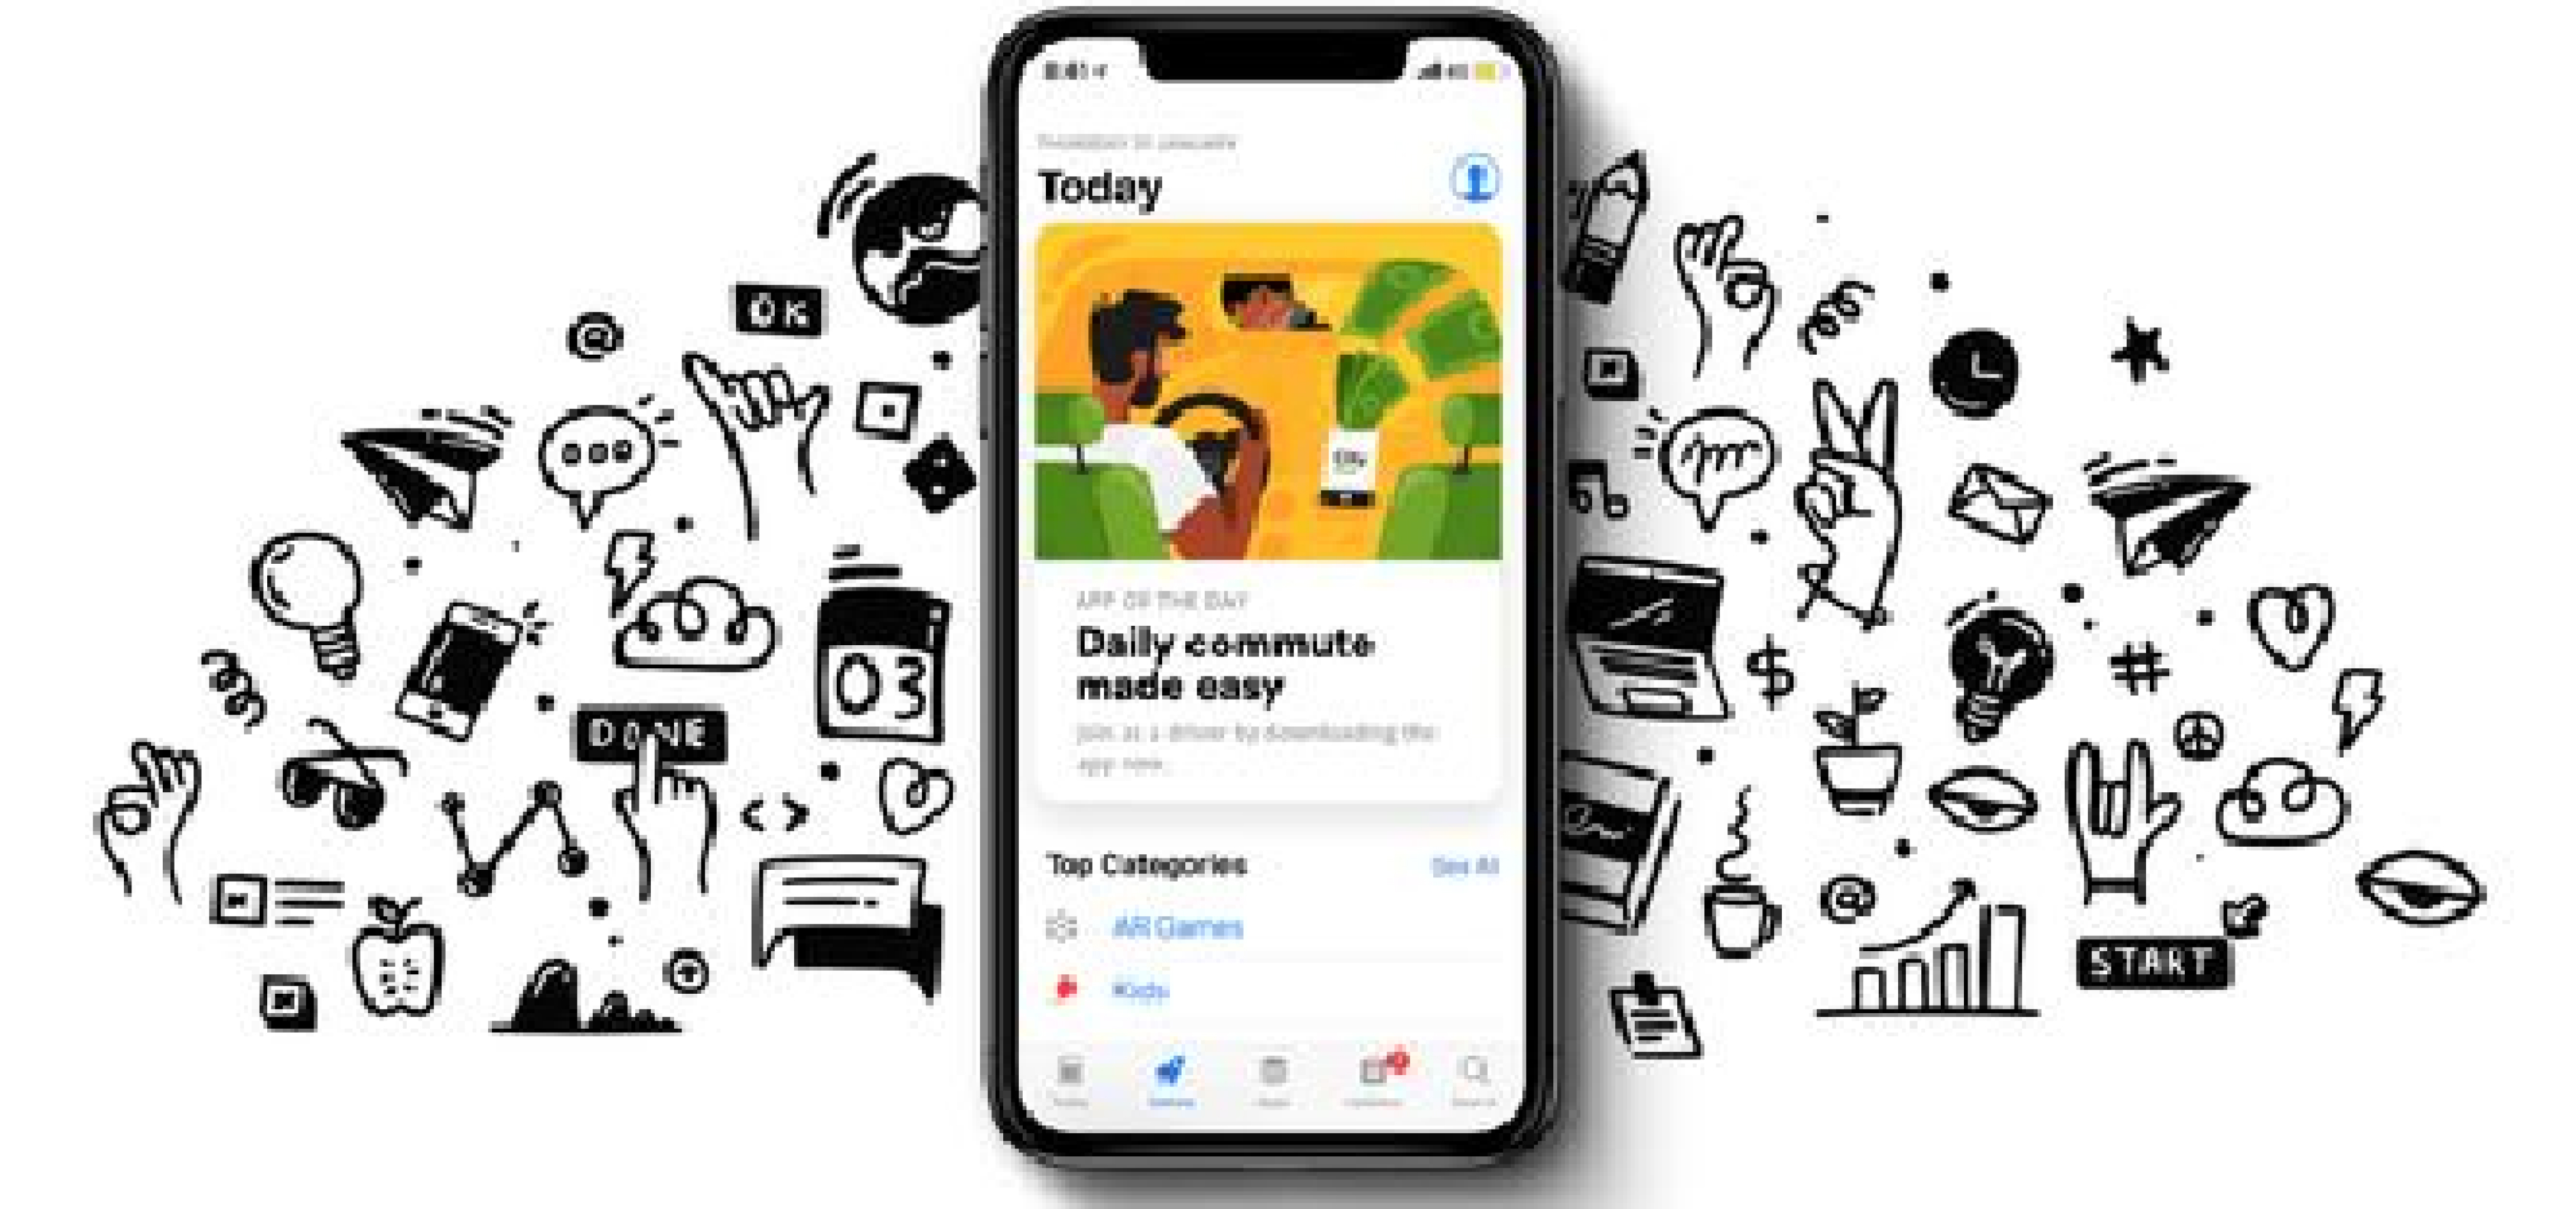 Today
APP OF THE DAY
Daily commute
made easy
Join as a driver by downloading the
app now.
Top Categories
See All
AR Games
Kids
OK
@
03
DONE
< >
$
#
@
START